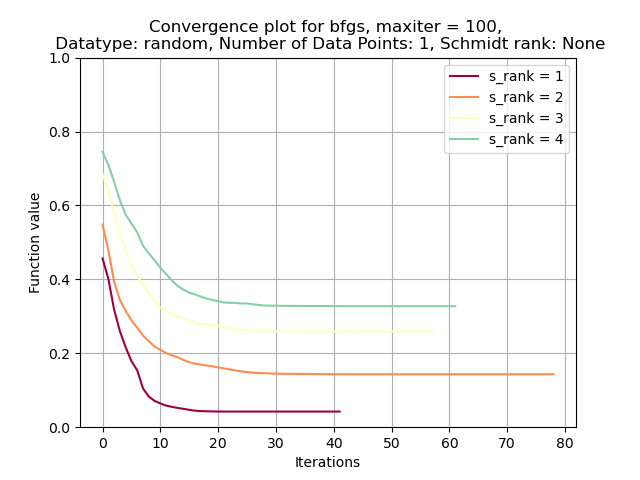 Convergence plot for bfgs, maxiter = 100,
Datatype: random, Number of Data Points: 1, Schmidt rank: None
1.0
0.8
0.6
0.4
0.2
0.0
Function value
s_rank = 1
s_rank = 2
s_rank = 3
s_rank = 4
0 10 20 30 40 50 60 70 80
Iterations